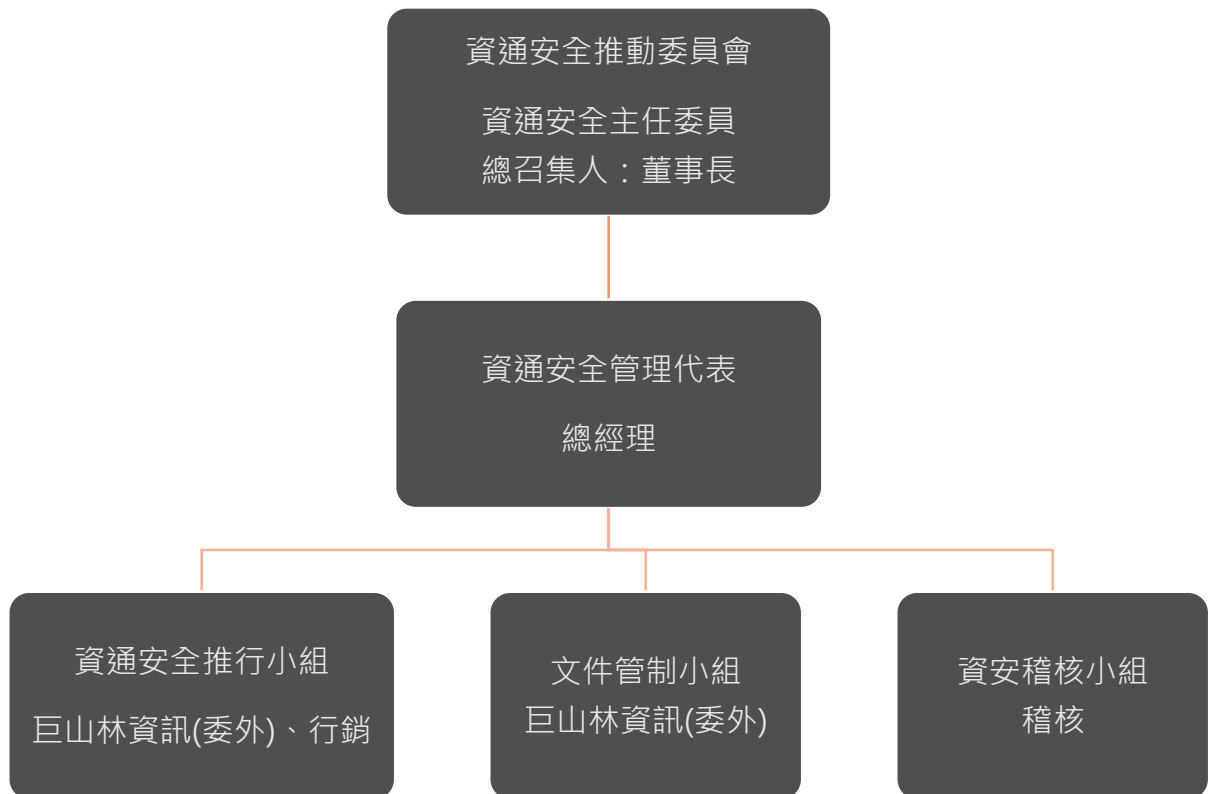 資通安全推動委員會
資通安全主任委員
總召集人：董事長
資通安全管理代表
總經理
資通安全推行小組
巨山林資訊(委外)、行銷
文件管制小組
巨山林資訊(委外)
資安稽核小組
稽核